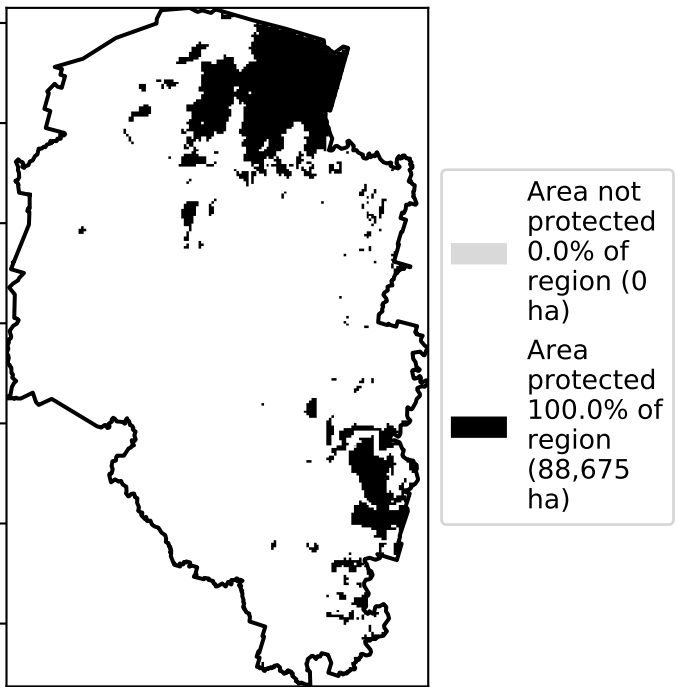 Area not
protected
0.0% of
region (0
ha)
Area
protected
100.0% of
region
(88,675
ha)